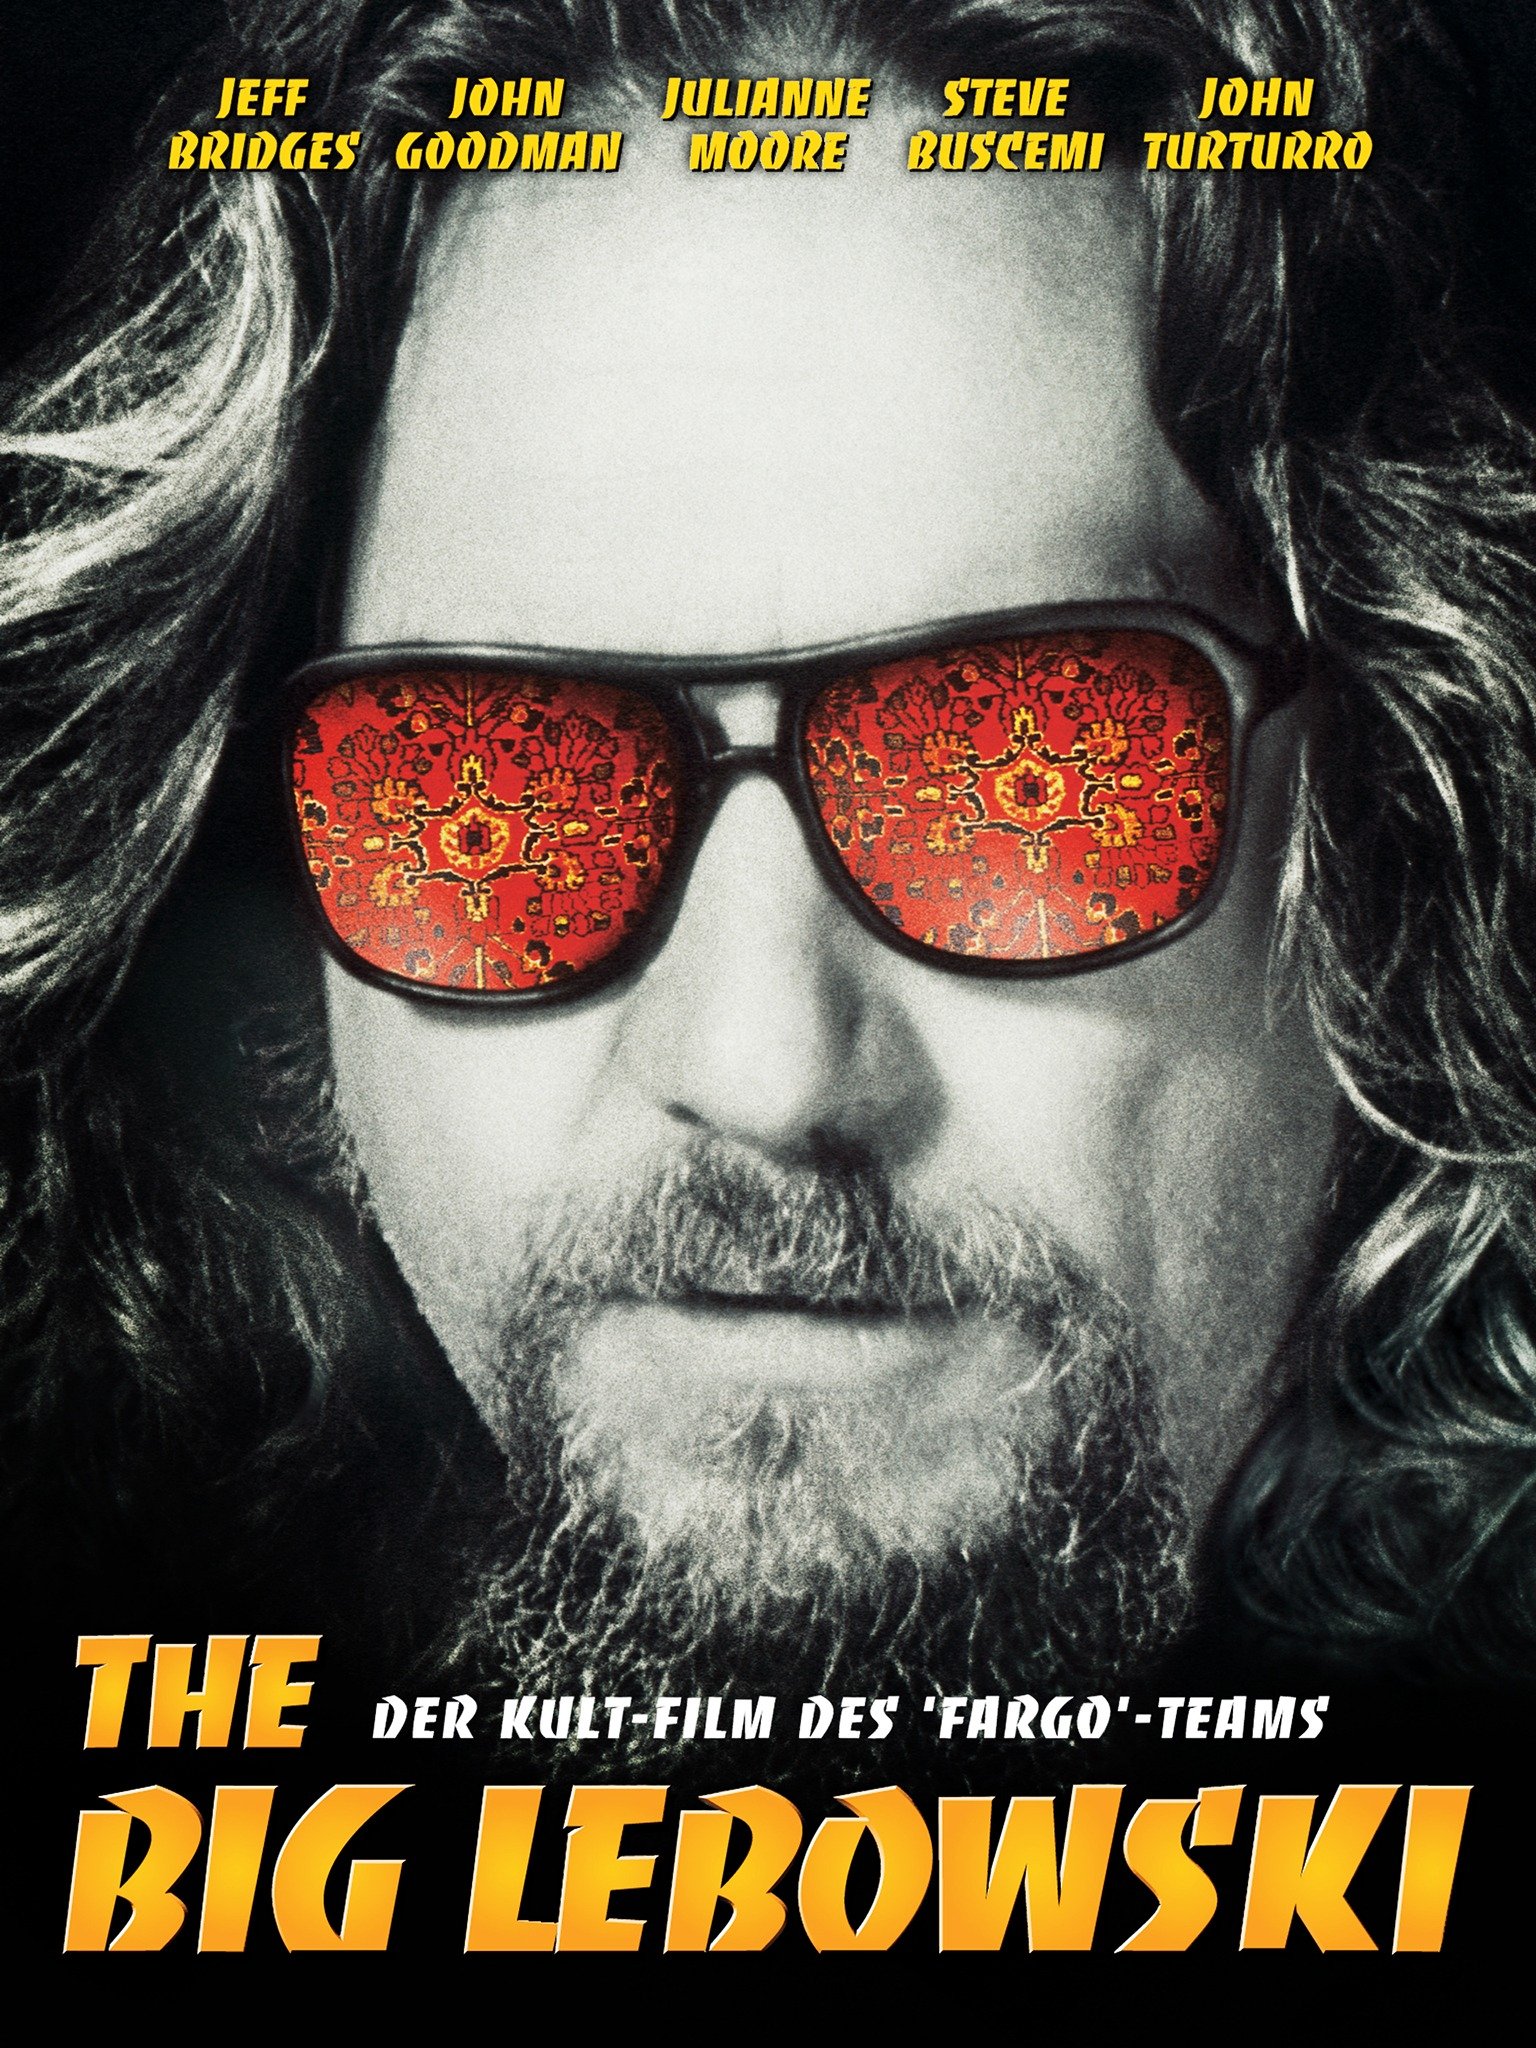 JEFF JOHN JULIANNE STEVE JOHN
BRIDGES GOODMAN MOORE BUSCEMI TURTURRO
THE
DER KULT-FILM DES 'FARGO'-TEAMS
BIG LEBOWSKI